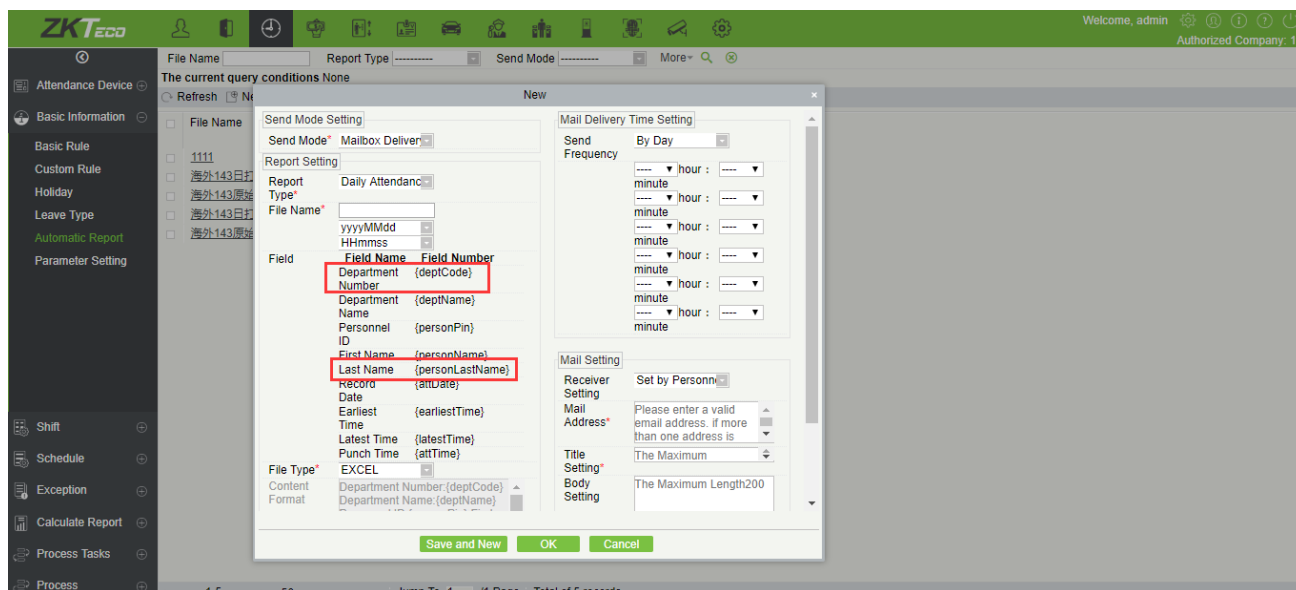 ZKTeco
Welcome, admin
Authorized Company: 1
File Name
Report Type ----------
Send Mode ----------
More
The current query conditions None
Refresh
Attendance Device
Basic Information
Basic Rule
Custom Rule
Holiday
Leave Type
Automatic Report
Parameter Setting
Shift
Schedule
Exception
Calculate Report
Process Tasks
Process
File Name
1111
海外143日打
海外143原始
海外143日打
海外143原始
New
Send Mode Setting
Send Mode* Mailbox Deliver
Report Setting
Report
Type*
Daily Attendanc
File Name*
yyyyMMdd
HHmmss
Field
Field Name Field Number
Department {deptCode}
Number
Department {deptName}
Name
Personnel {personPin}
ID
First Name {personName}
Last Name {personLastName}
Record {attDate}
Date
Earliest {earliestTime}
Time
Latest Time {latestTime}
Punch Time {attTime}
File Type* EXCEL
Content
Format
Department Number:{deptCode}
Department Name:{deptName}
Mail Delivery Time Setting
Send
Frequency
By Day
---- hour : ----
minute
---- hour : ----
minute
---- hour : ----
minute
---- hour : ----
minute
---- hour : ----
minute
---- hour : ----
minute
Mail Setting
Receiver
Setting
Set by Personn
Mail
Address*
Please enter a valid
email address. if more
than one address is
Title
Setting*
The Maximum
Body
Setting
The Maximum Length200
Save and New
OK
Cancel
Jump To 1 /1 Page Total of 5 records